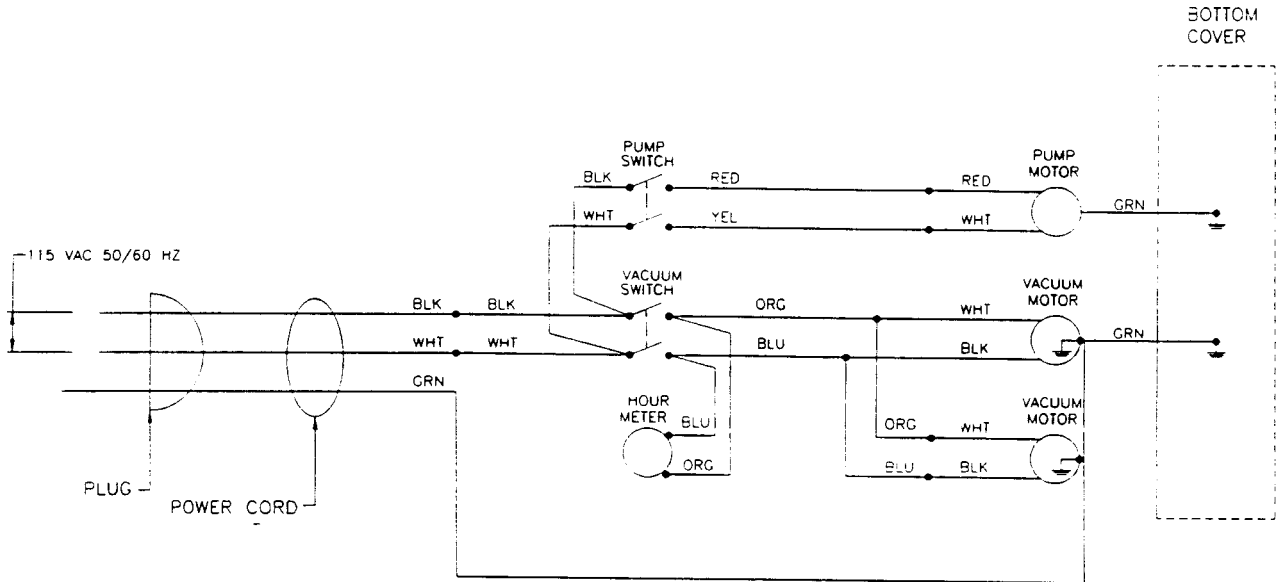 BOTTOM
COVER
PUMP
SWITCH
PUMP
MOTOR
BLK
RED
RED
GRN
WHT
YEL
WHT
115 VAC 50/60 HZ
VACUUM
SWITCH
VACUUM
MOTOR
BLK
BLK
ORG
WHT
GRN
WHT
WHT
BLU
BLK
GRN
HOUR
METER
VACUUM
MOTOR
BLU
ORG
WHT
ORG
BLU
BLK
PLUG
POWER CORD